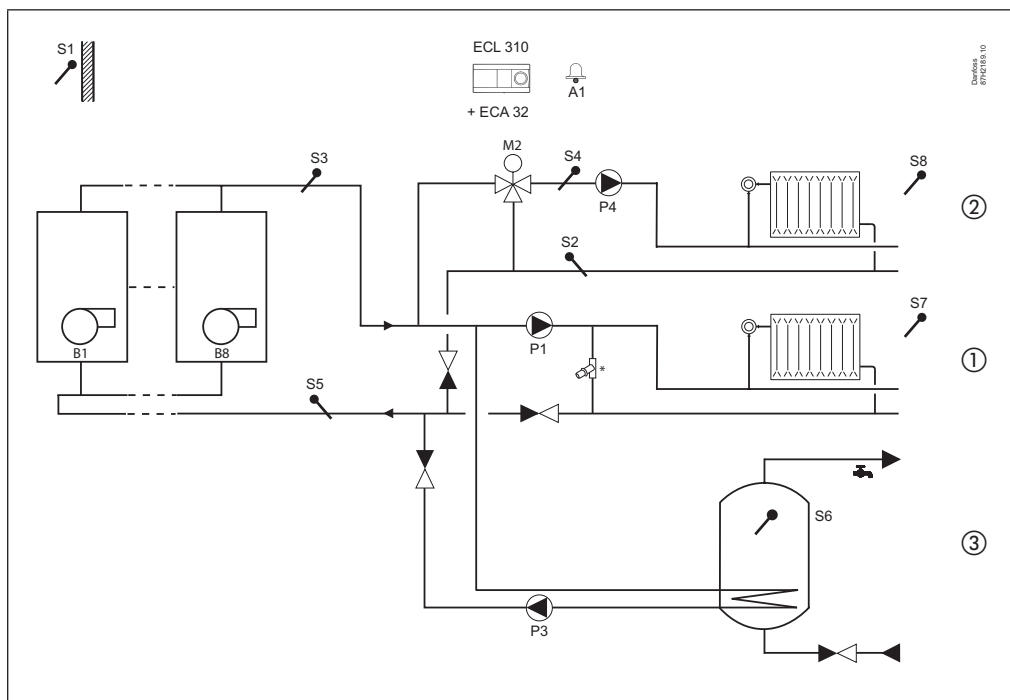 S1
ECL 310
A1
+ ECA 32
Danfoss
87H2189.10
M2
S3
S4
S8
P4
②
S2
S7
B1
B8
P1
*
①
S5
S6
③
P3